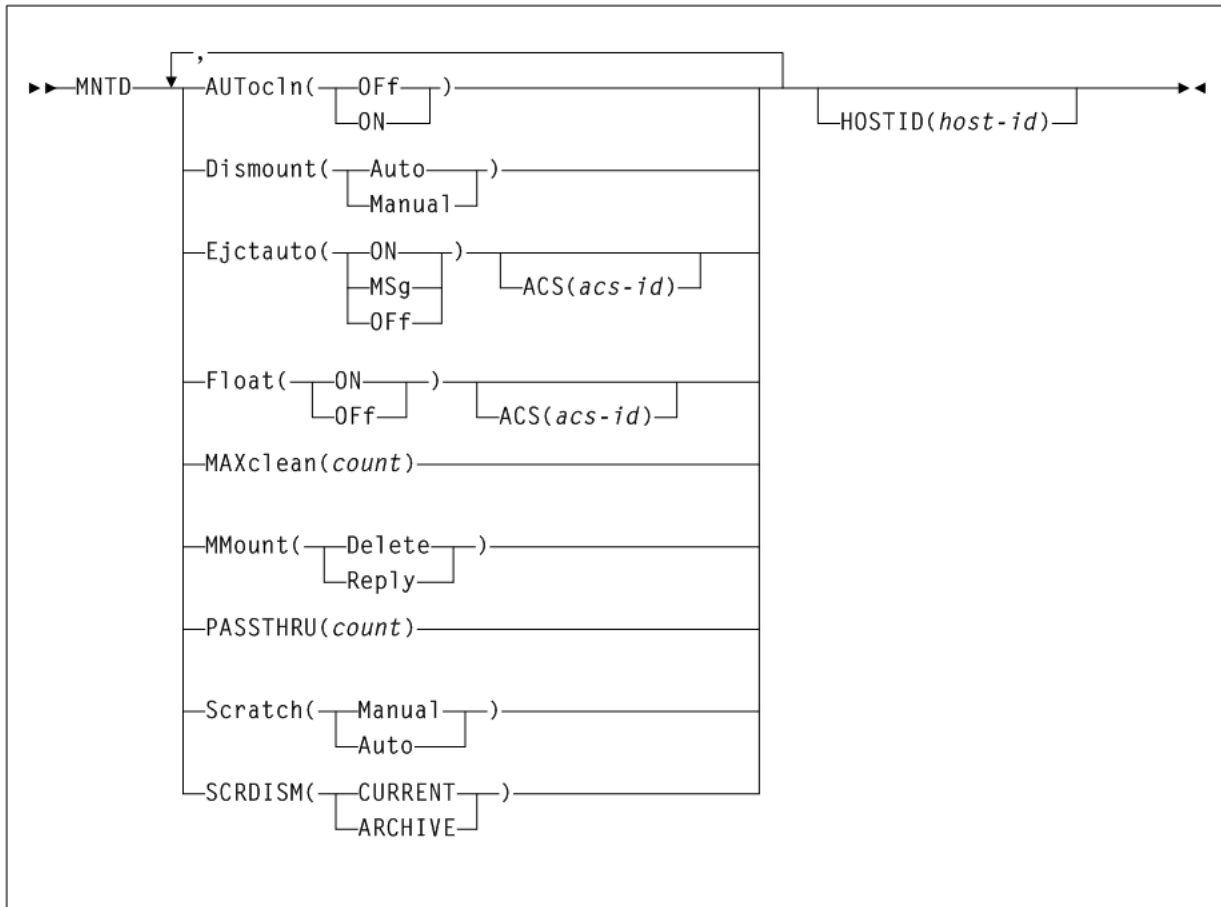 ,
MNTD AUTocln( OFf ) HOSTID(host-id)
ON
Dismount( Auto )
Manual
Ejctauto( ON ) ACS(acs-id)
MSg
OFf
Float( ON ) ACS(acs-id)
OFf
MAXclean(count)
MMount( Delete )
Reply
PASSTHRU(count)
Scratch( Manual )
Auto
SCRDISM( CURRENT )
ARCHIVE